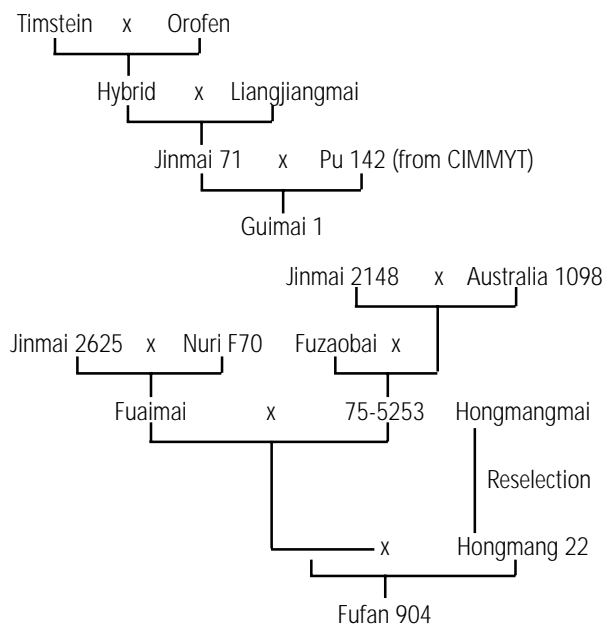 Timstein x Orofen
Hybrid x Liangjiangmai
Jinmai 71 x Pu 142 (from CIMMYT)
Guimai 1
Jinmai 2148 x Australia 1098
Jinmai 2625 x Nuri F70 Fuzaobai x
Fuaimai x 75-5253 Hongmangmai
Reselection
x Hongmang 22
Fufan 904